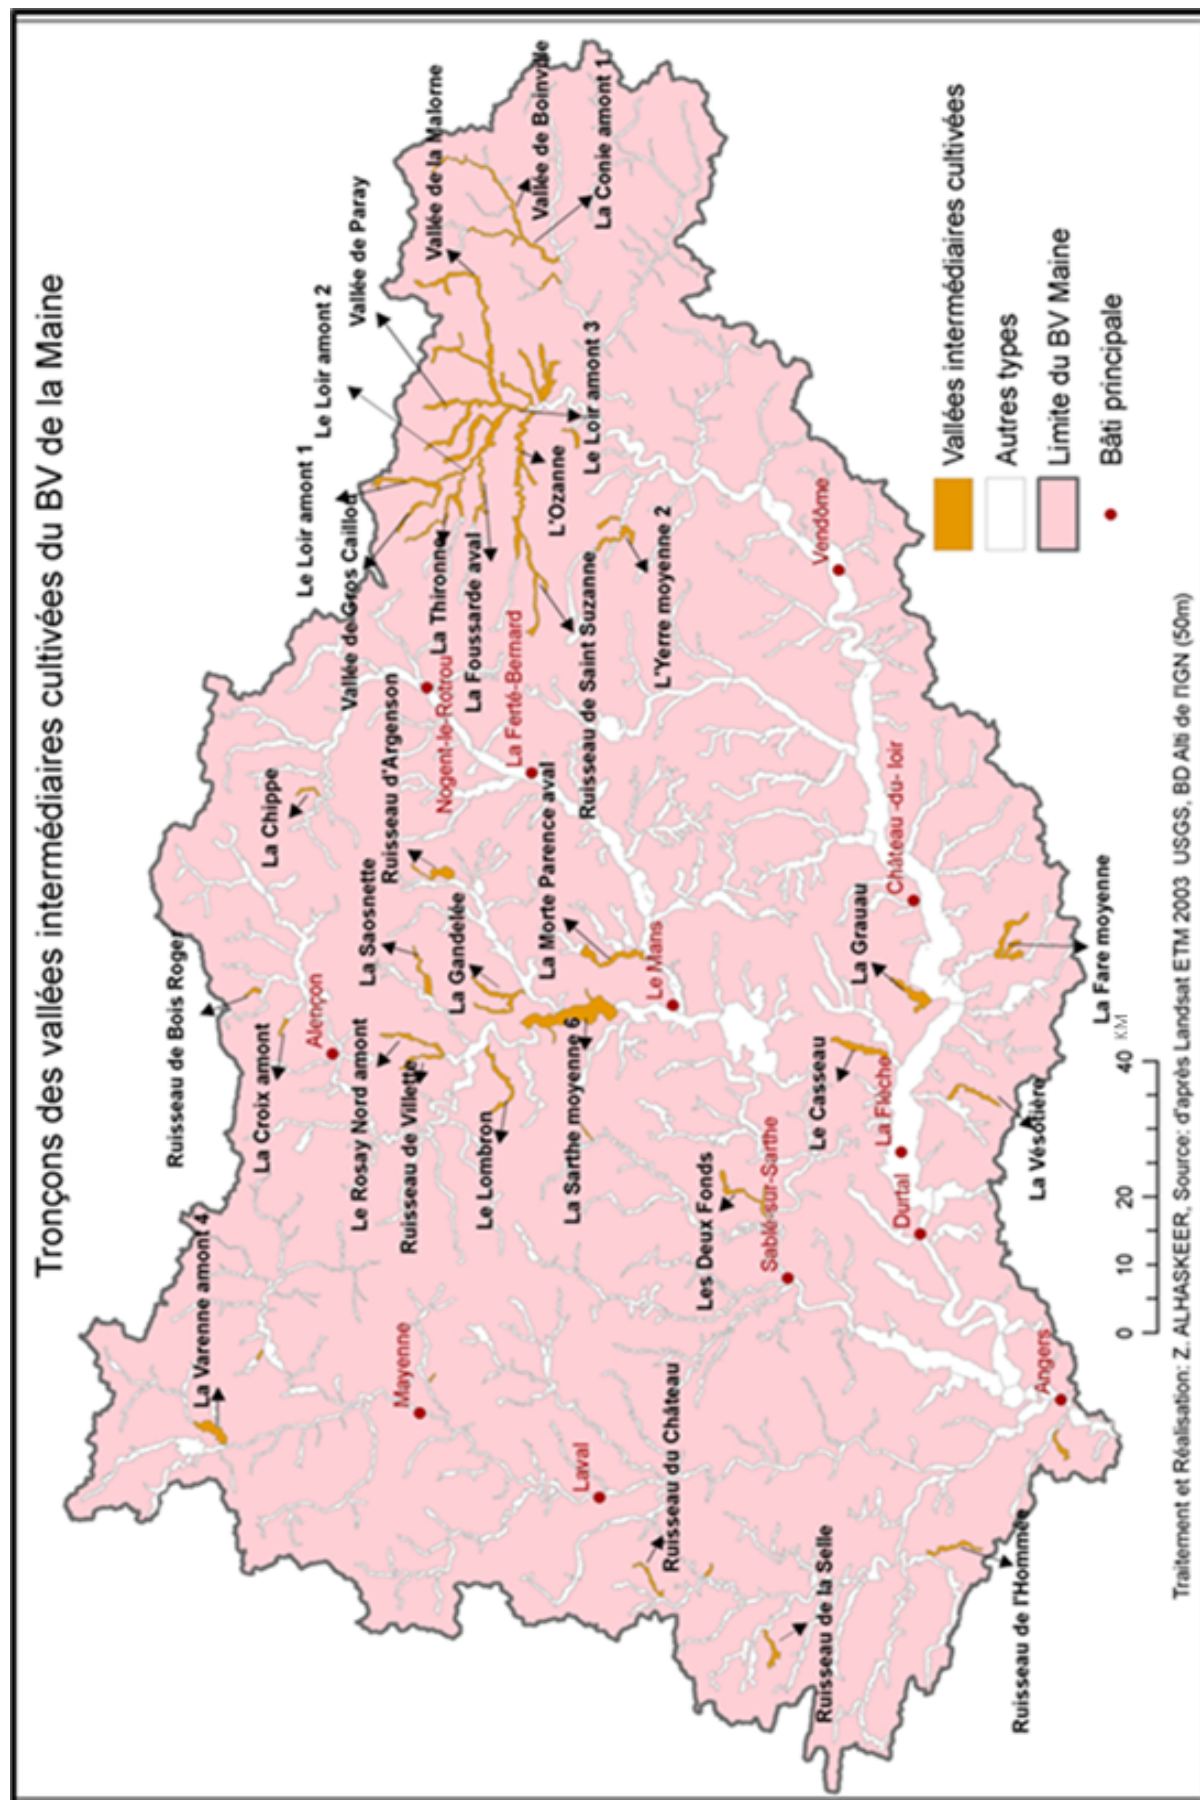 Tronçons des vallées intermédiaires cultivées du BV de la Maine
La Varenne amont 4
Ruisseau de Bois Roger
La Croix amont
Alençon
La Chippe
Le Loir amont 1
Le Loir amont 2
Vallée de Paray
Vallée de la Malorne
Vallée de Boinville
La Conie amont 1
Vallée de Gros Caillou
La Thironne
La Foussarde aval
L'Ozanne
Le Loir amont 3
Nogent-le-Rotrou
La Ferté-Bernard
Ruisseau d'Argenson
La Saosnette
La Gandelée
Le Rosay Nord amont
Ruisseau de Villette
Le Lombron
La Sarthe moyenne 6
La Morte Parence aval
Ruisseau de Saint Suzanne
L'Yerre moyenne 2
Mayenne
Laval
Le Mans
Ruisseau du Château
Les Deux Fonds
Sablé-sur-Sarthe
Le Casseau
La Grauau
Château -du- loir
Vendôme
La Flèche
Durtal
Ruisseau de la Selle
Ruisseau de l'Hommée
Angers
La Vésotière
La Fare moyenne
Vallées intermédiaires cultivées
Autres types
Limite du BV Maine
Bâti principale
0 10 20 40
KM
Traitement et Réalisation: Z. ALHASKEER, Source: d'après Landsat ETM 2003 USGS, BD Alti de l'IGN (50m)